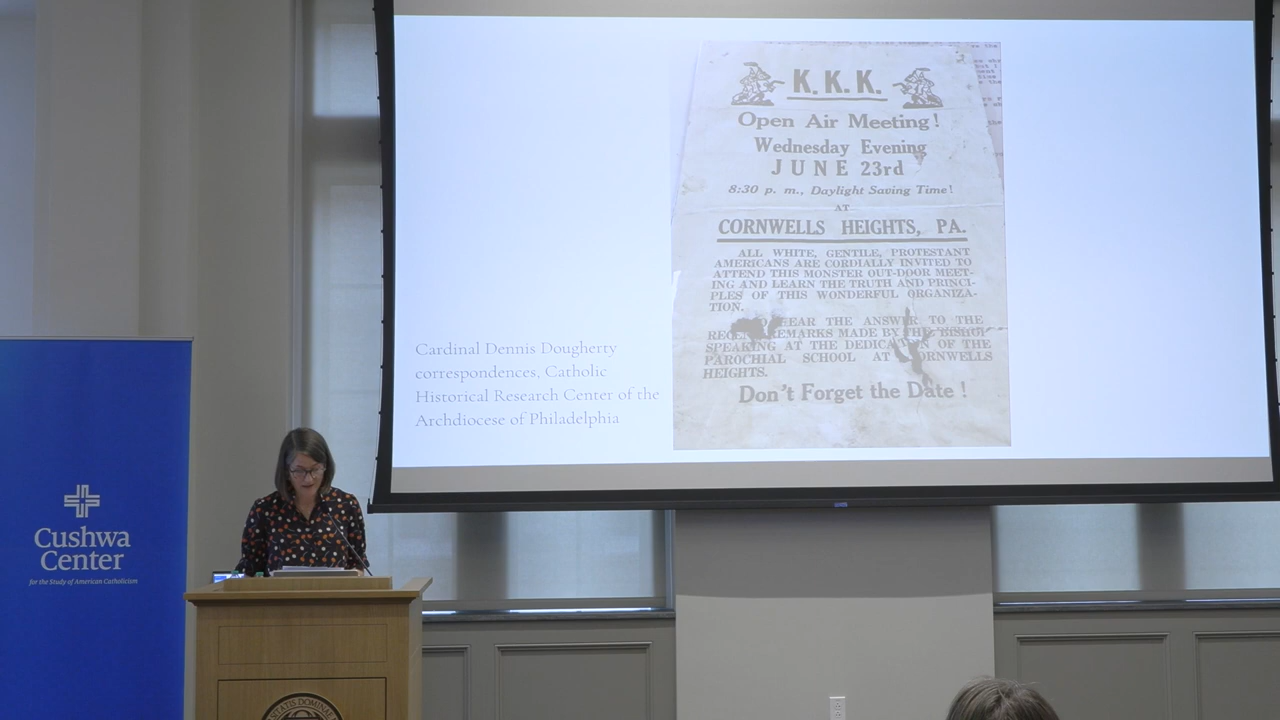 K. K. K.
Open Air Meeting!
Wednesday Evening
JUNE 23rd
8:30 p. m., Daylight Saving Time!
AT
CORNWELLS HEIGHTS, PA.
ALL WHITE, GENTILE, PROTESTANT
AMERICANS ARE CORDIALLY INVITED TO
ATTEND THIS MONSTER OUT-DOOR MEET-
ING AND LEARN THE TRUTH AND PRINCI-
PLES OF THIS WONDERFUL ORGANIZA-
TION.
HEAR THE ANSWER TO THE
REMARKS MADE BY THE BISHOP
SPEAKING AT THE DEDICATION OF THE
PAROCHIAL SCHOOL AT CORNWELLS
HEIGHTS.
Don't Forget the Date !
Cardinal Dennis Dougherty
correspondences, Catholic
Historical Research Center of the
Archdiocese of Philadelphia
Cushwa
Center
for the Study of American Catholicism